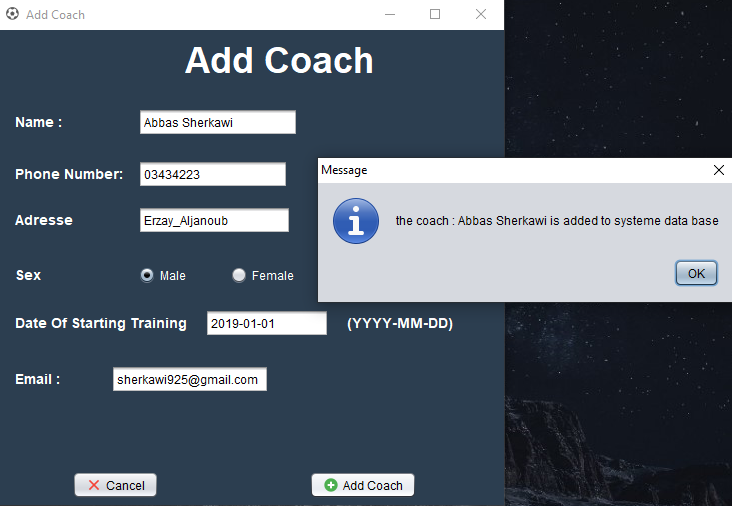 Add Coach
Add Coach
Name :
Abbas Sherkawi
Phone Number:
03434223
Message
the coach : Abbas Sherkawi is added to systeme data base
OK
Adresse
Erzay_Aljanoub
Sex
Male
Female
Date Of Starting Training
2019-01-01
(YYYY-MM-DD)
Email :
sherkawi925@gmail.com
Cancel
Add Coach